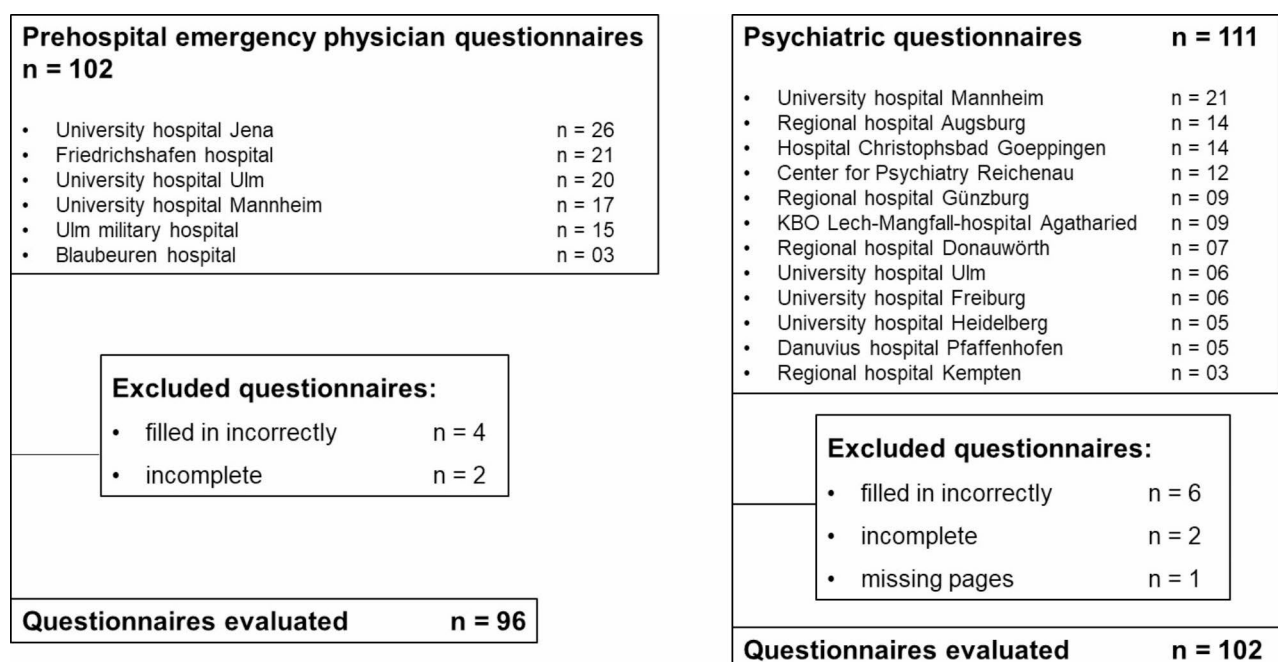 Prehospital emergency physician questionnaires
n = 102
• University hospital Jena n = 26
• Friedrichshafen hospital n = 21
• University hospital Ulm n = 20
• University hospital Mannheim n = 17
• Ulm military hospital n = 15
• Blaubeuren hospital n = 03
Excluded questionnaires:
• filled in incorrectly n = 4
• incomplete n = 2
Questionnaires evaluated n = 96
Psychiatric questionnaires n = 111
• University hospital Mannheim n = 21
• Regional hospital Augsburg n = 14
• Hospital Christophsbad Goeppingen n = 14
• Center for Psychiatry Reichenau n = 12
• Regional hospital Günzburg n = 09
• KBO Lech-Mangfall-hospital Agatharied n = 09
• Regional hospital Donauwörth n = 07
• University hospital Ulm n = 06
• University hospital Freiburg n = 06
• University hospital Heidelberg n = 05
• Danuvius hospital Pfaffenhofen n = 05
• Regional hospital Kempten n = 03
Excluded questionnaires:
• filled in incorrectly n = 6
• incomplete n = 2
• missing pages n = 1
Questionnaires evaluated n = 102